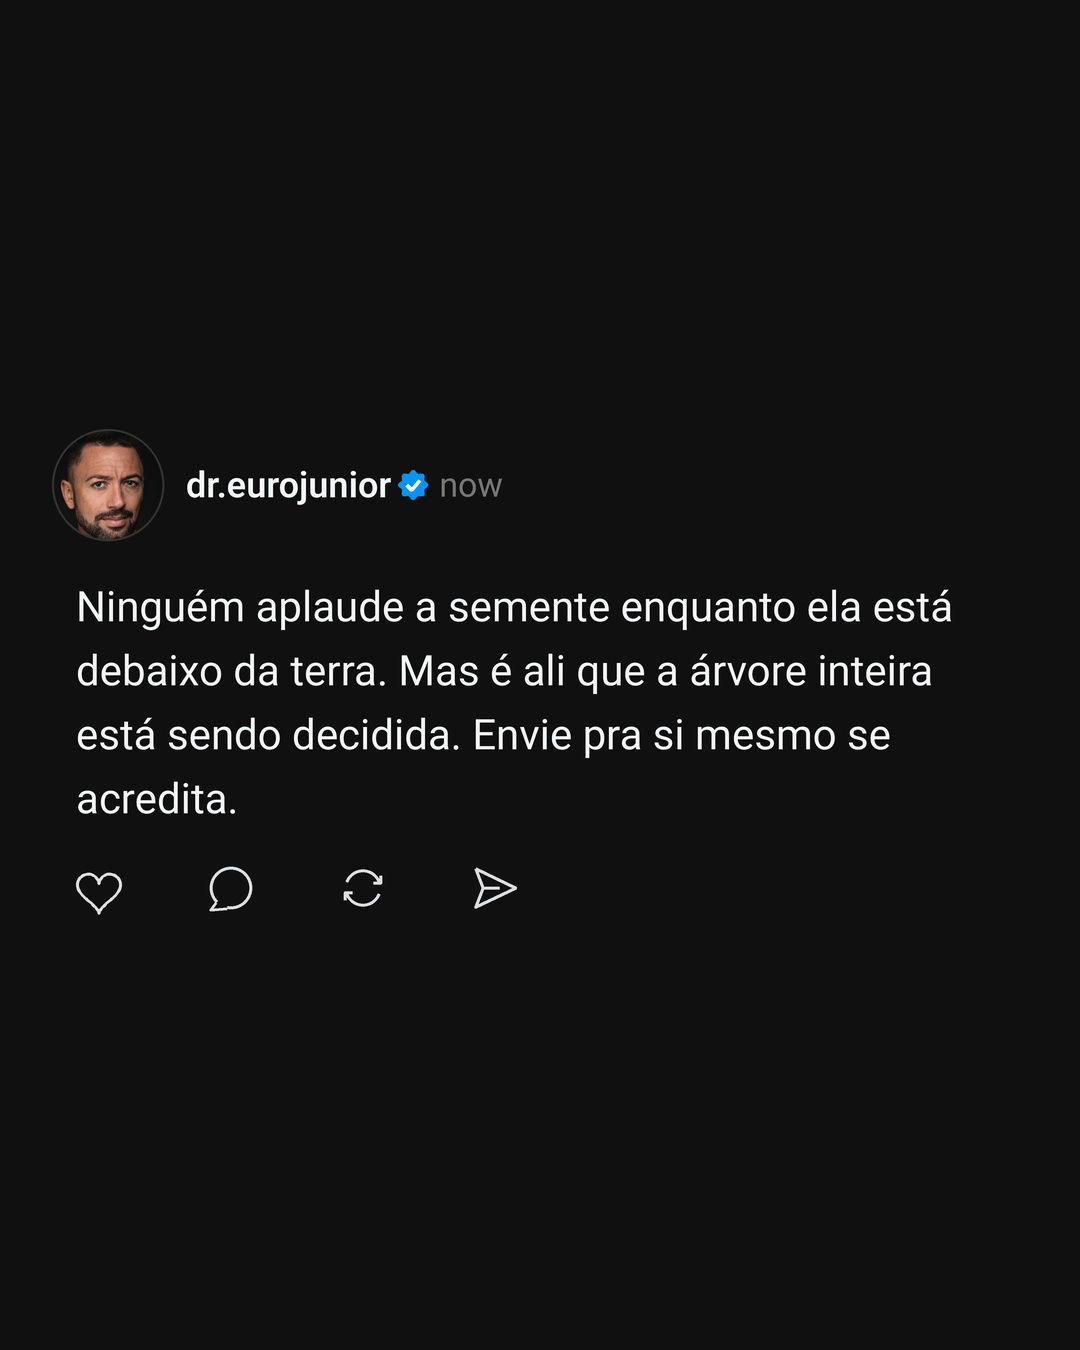 dr.eurojunior now
Ninguém aplaude a semente enquanto ela está
debaixo da terra. Mas é ali que a árvore inteira
está sendo decidida. Envie pra si mesmo se
acredita.